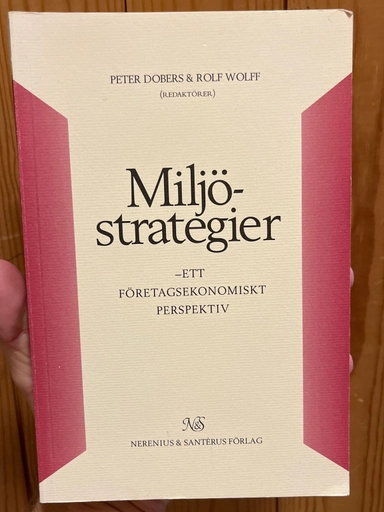 PETER DOBERS & ROLF WOLFF
(REDAKTÖRER)
Miljö-
strategier
–ETT
FÖRETAGSEKONOMISKT
PERSPEKTIV
N&S
NERENIUS & SANTÉRUS FÖRLAG